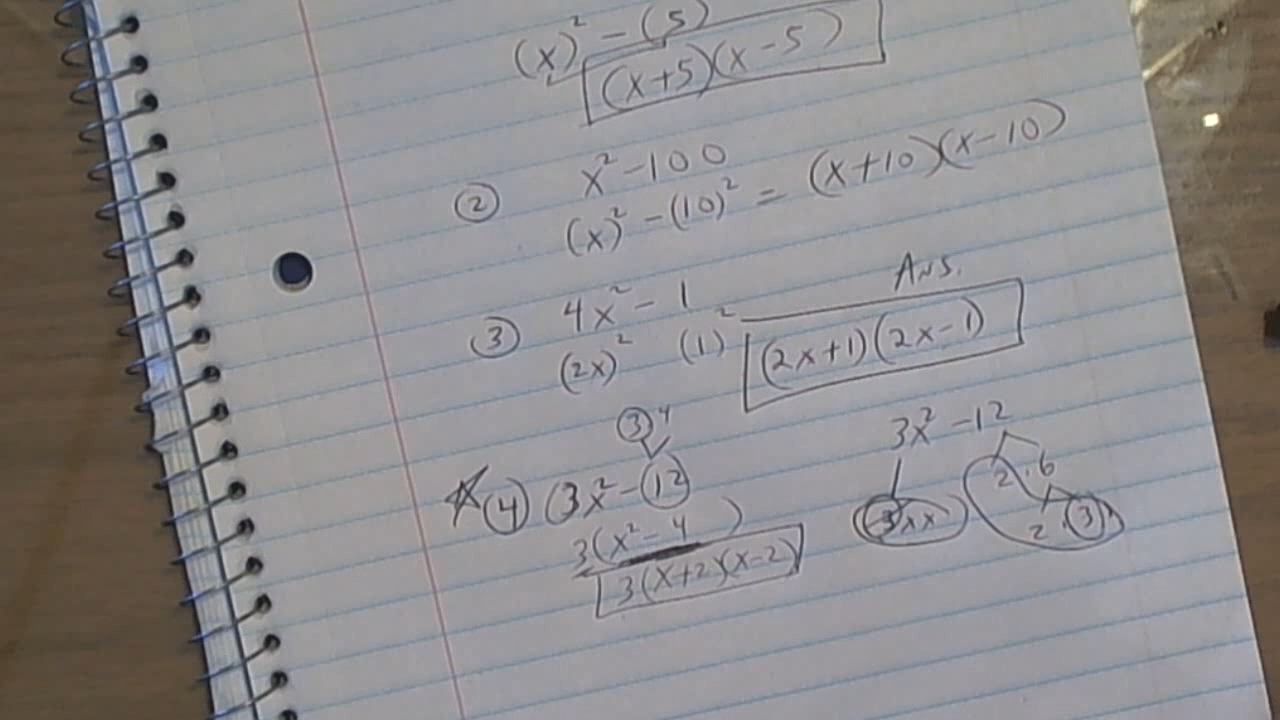 (x)² - (5)
(x+5)(x-5)
② x² - 100
(x)² - (10)² = (x+10)(x-10)
Ans.
③ 4x² - 1
(2x)² (1)² (2x+1)(2x-1)
③ 4
④ (3x² - 12
3(x² - 4)
3(x+2)(x-2)
3x² - 12
3xx 2 · 6
2 · 3